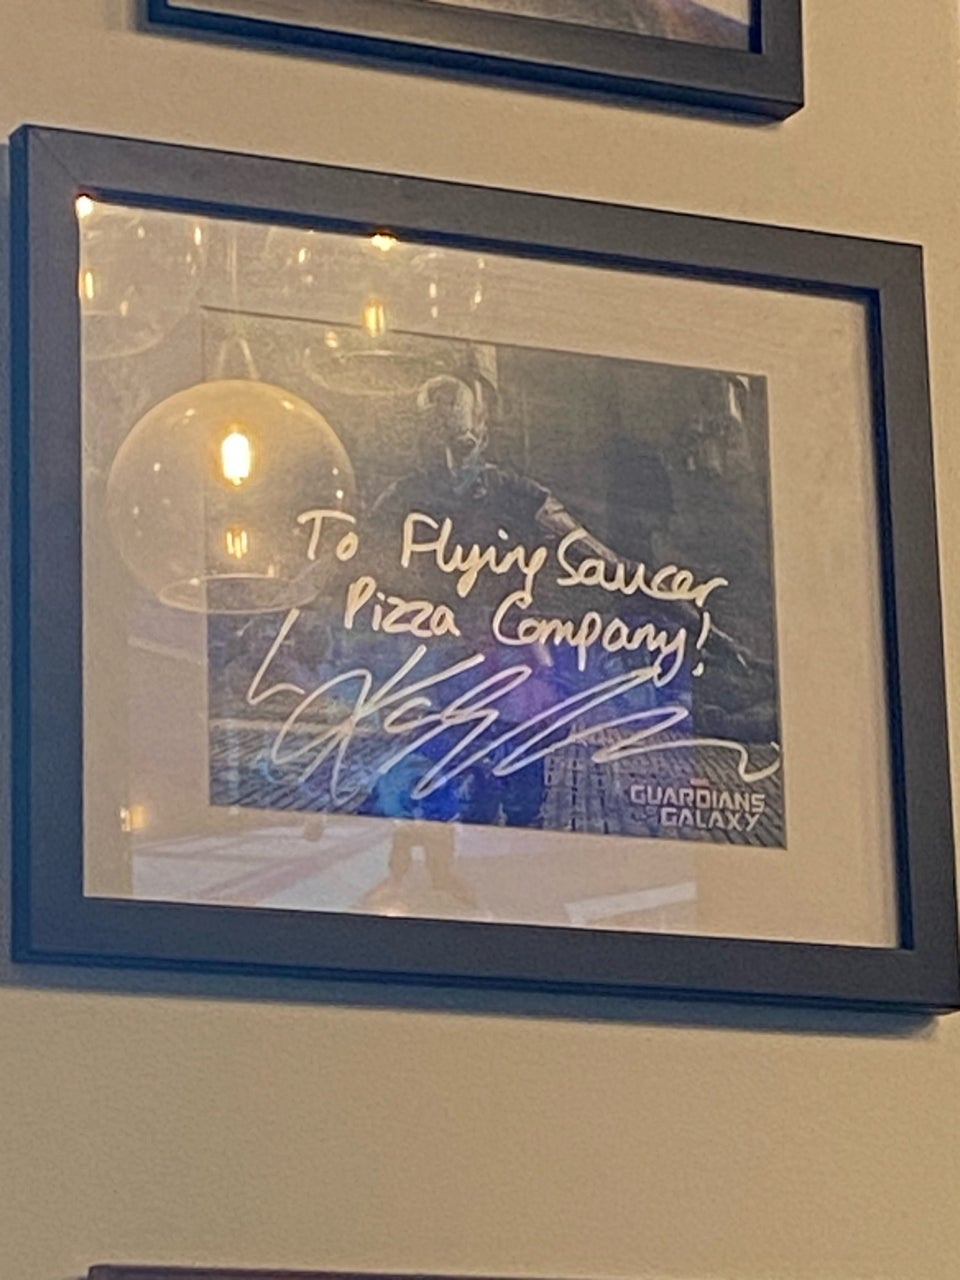 To Flying Saucer
Pizza Company!
GUARDIANS
GALAXY